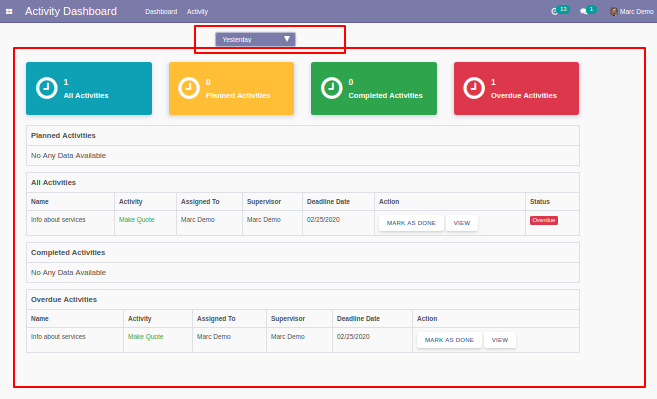 Activity Dashboard Dashboard Activity 13 1 Marc Demo
Yesterday
1
All Activities
0
Planned Activities
0
Completed Activities
1
Overdue Activities
Planned Activities
No Any Data Available
All Activities
Name Activity Assigned To Supervisor Deadline Date Action Status
Info about services Make Quote Marc Demo Marc Demo 02/25/2020 MARK AS DONE VIEW Overdue
Completed Activities
No Any Data Available
Overdue Activities
Name Activity Assigned To Supervisor Deadline Date Action
Info about services Make Quote Marc Demo Marc Demo 02/25/2020 MARK AS DONE VIEW